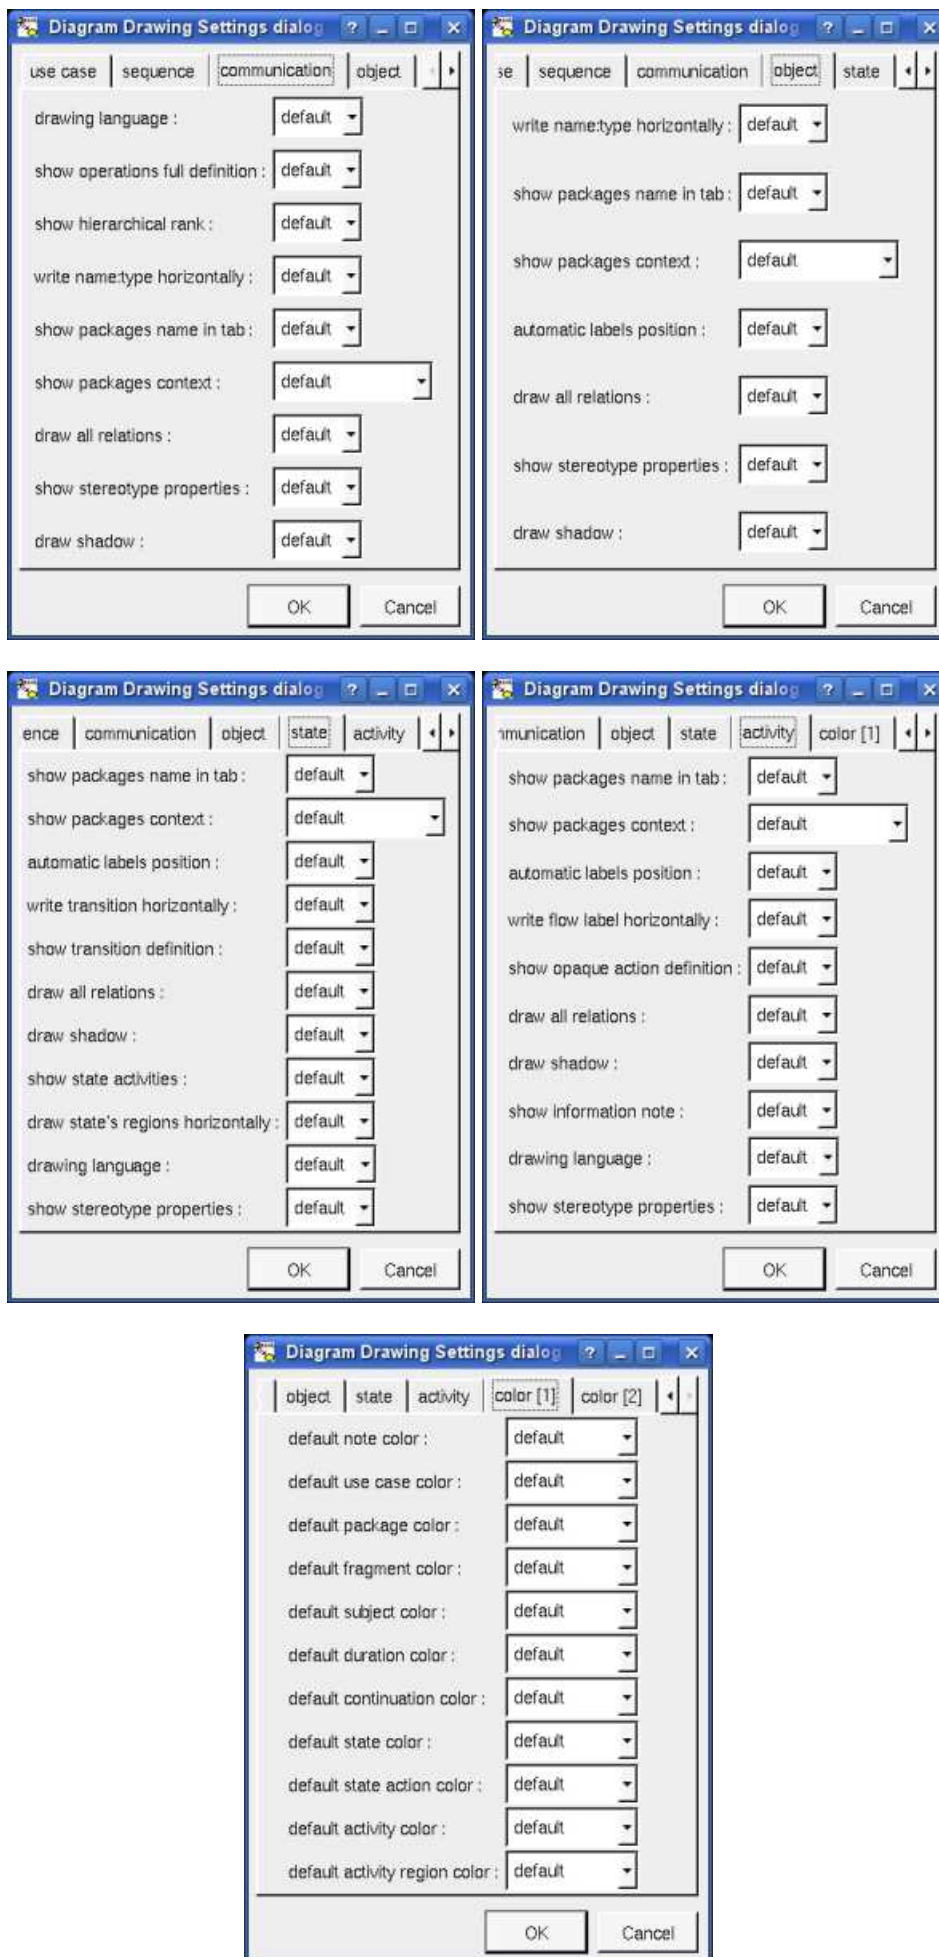 Diagram Drawing Settings dialog
use case sequence communication object
drawing language : default
show operations full definition : default
show hierarchical rank : default
write name:type horizontally : default
show packages name in tab : default
show packages context : default
draw all relations : default
show stereotype properties : default
draw shadow : default
OK Cancel
Diagram Drawing Settings dialog
se sequence communication object state
write name:type horizontally : default
show packages name in tab : default
show packages context : default
automatic labels position : default
draw all relations : default
show stereotype properties : default
draw shadow : default
OK Cancel
Diagram Drawing Settings dialog
ence communication object state activity
show packages name in tab : default
show packages context : default
automatic labels position : default
write transition horizontally : default
show transition definition : default
draw all relations : default
draw shadow : default
show state activities : default
draw state's regions horizontally : default
drawing language : default
show stereotype properties : default
OK Cancel
Diagram Drawing Settings dialog
munication object state activity color [1]
show packages name in tab : default
show packages context : default
automatic labels position : default
write flow label horizontally : default
show opaque action definition : default
draw all relations : default
draw shadow : default
show information note : default
drawing language : default
show stereotype properties : default
OK Cancel
Diagram Drawing Settings dialog
object state activity color [1] color [2]
default note color : default
default use case color : default
default package color : default
default fragment color : default
default subject color : default
default duration color : default
default continuation color : default
default state color : default
default state action color : default
default activity color : default
default activity region color : default
OK Cancel